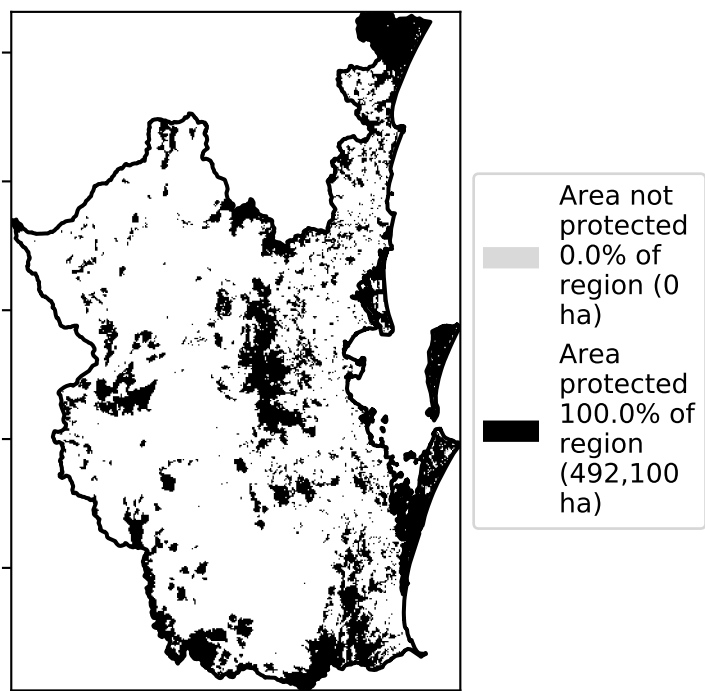 Area not
protected
0.0% of
region (0
ha)
Area
protected
100.0% of
region
(492,100
ha)